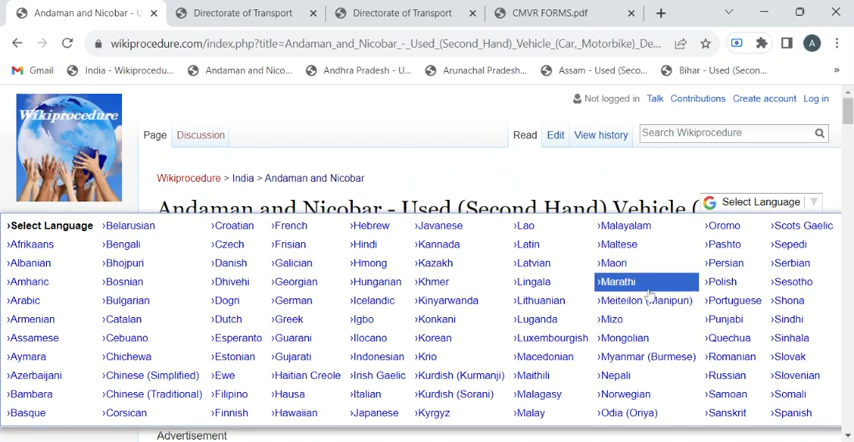 Andaman and Nicobar - U
Directorate of Transport
Directorate of Transport
CMVR FORMS.pdf
wikiprocedure.com/index.php?title=Andaman_and_Nicobar_-_Used_(Second_Hand)_Vehicle_(Car,_Motorbike)_De...
A
Gmail
India - Wikiprocedu...
Andaman and Nico...
Andhra Pradesh - U...
Arunachal Pradesh...
Assam - Used (Seco...
Bihar - Used (Secon...
»
Wikiprocedure
Not logged in Talk Contributions Create account Log in
Page Discussion Read Edit View history Search Wikiprocedure
Wikiprocedure > India > Andaman and Nicobar
Andaman and Nicobar - Used (Second Hand) Vehicle (
G Select Language
›Select Language ›Belarusian ›Croatian ›French ›Hebrew ›Javanese ›Lao ›Malayalam ›Oromo ›Scots Gaelic
›Afrikaans ›Bengali ›Czech ›Frisian ›Hindi ›Kannada ›Latin ›Maltese ›Pashto ›Sepedi
›Albanian ›Bhojpuri ›Danish ›Galician ›Hmong ›Kazakh ›Latvian ›Maori ›Persian ›Serbian
›Amharic ›Bosnian ›Dhivehi ›Georgian ›Hungarian ›Khmer ›Lingala ›Marathi ›Polish ›Sesotho
›Arabic ›Bulgarian ›Dogri ›German ›Icelandic ›Kinyarwanda ›Lithuanian ›Meiteilon (Manipuri) ›Portuguese ›Shona
›Armenian ›Catalan ›Dutch ›Greek ›Igbo ›Konkani ›Luganda ›Mizo ›Punjabi ›Sindhi
›Assamese ›Cebuano ›Esperanto ›Guarani ›Ilocano ›Korean ›Luxembourgish ›Mongolian ›Quechua ›Sinhala
›Aymara ›Chichewa ›Estonian ›Gujarati ›Indonesian ›Krio ›Macedonian ›Myanmar (Burmese) ›Romanian ›Slovak
›Azerbaijani ›Chinese (Simplified) ›Ewe ›Haitian Creole ›Irish Gaelic ›Kurdish (Kurmanji) ›Maithili ›Nepali ›Russian ›Slovenian
›Bambara ›Chinese (Traditional) ›Filipino ›Hausa ›Italian ›Kurdish (Sorani) ›Malagasy ›Norwegian ›Samoan ›Somali
›Basque ›Corsican ›Finnish ›Hawaiian ›Japanese ›Kyrgyz ›Malay ›Odia (Oriya) ›Sanskrit ›Spanish
Advertisement